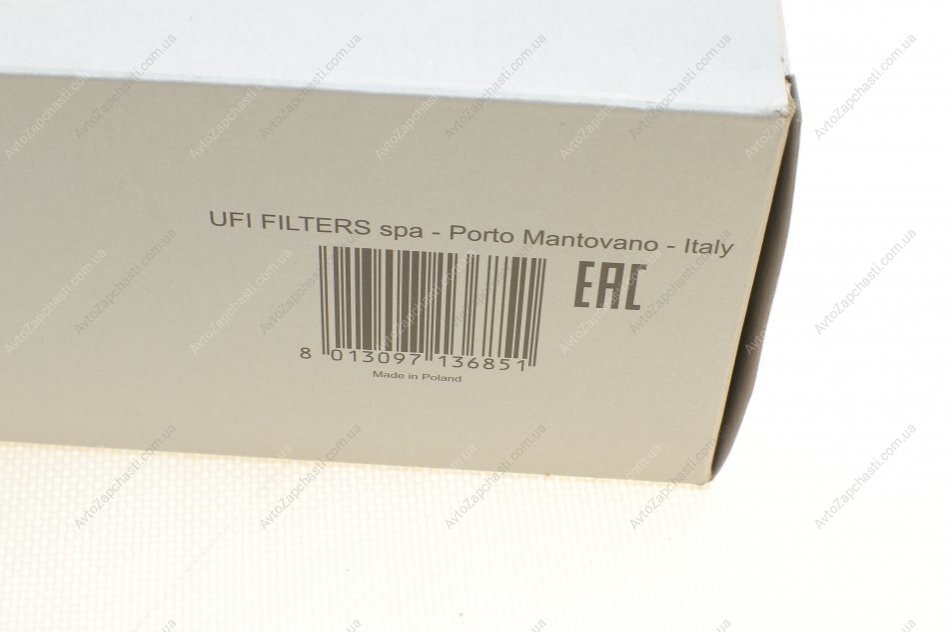 UFI FILTERS spa - Porto Mantovano - Italy
EAC
8 013097 136851
Made in Poland
AvtoZapchasti.com.ua